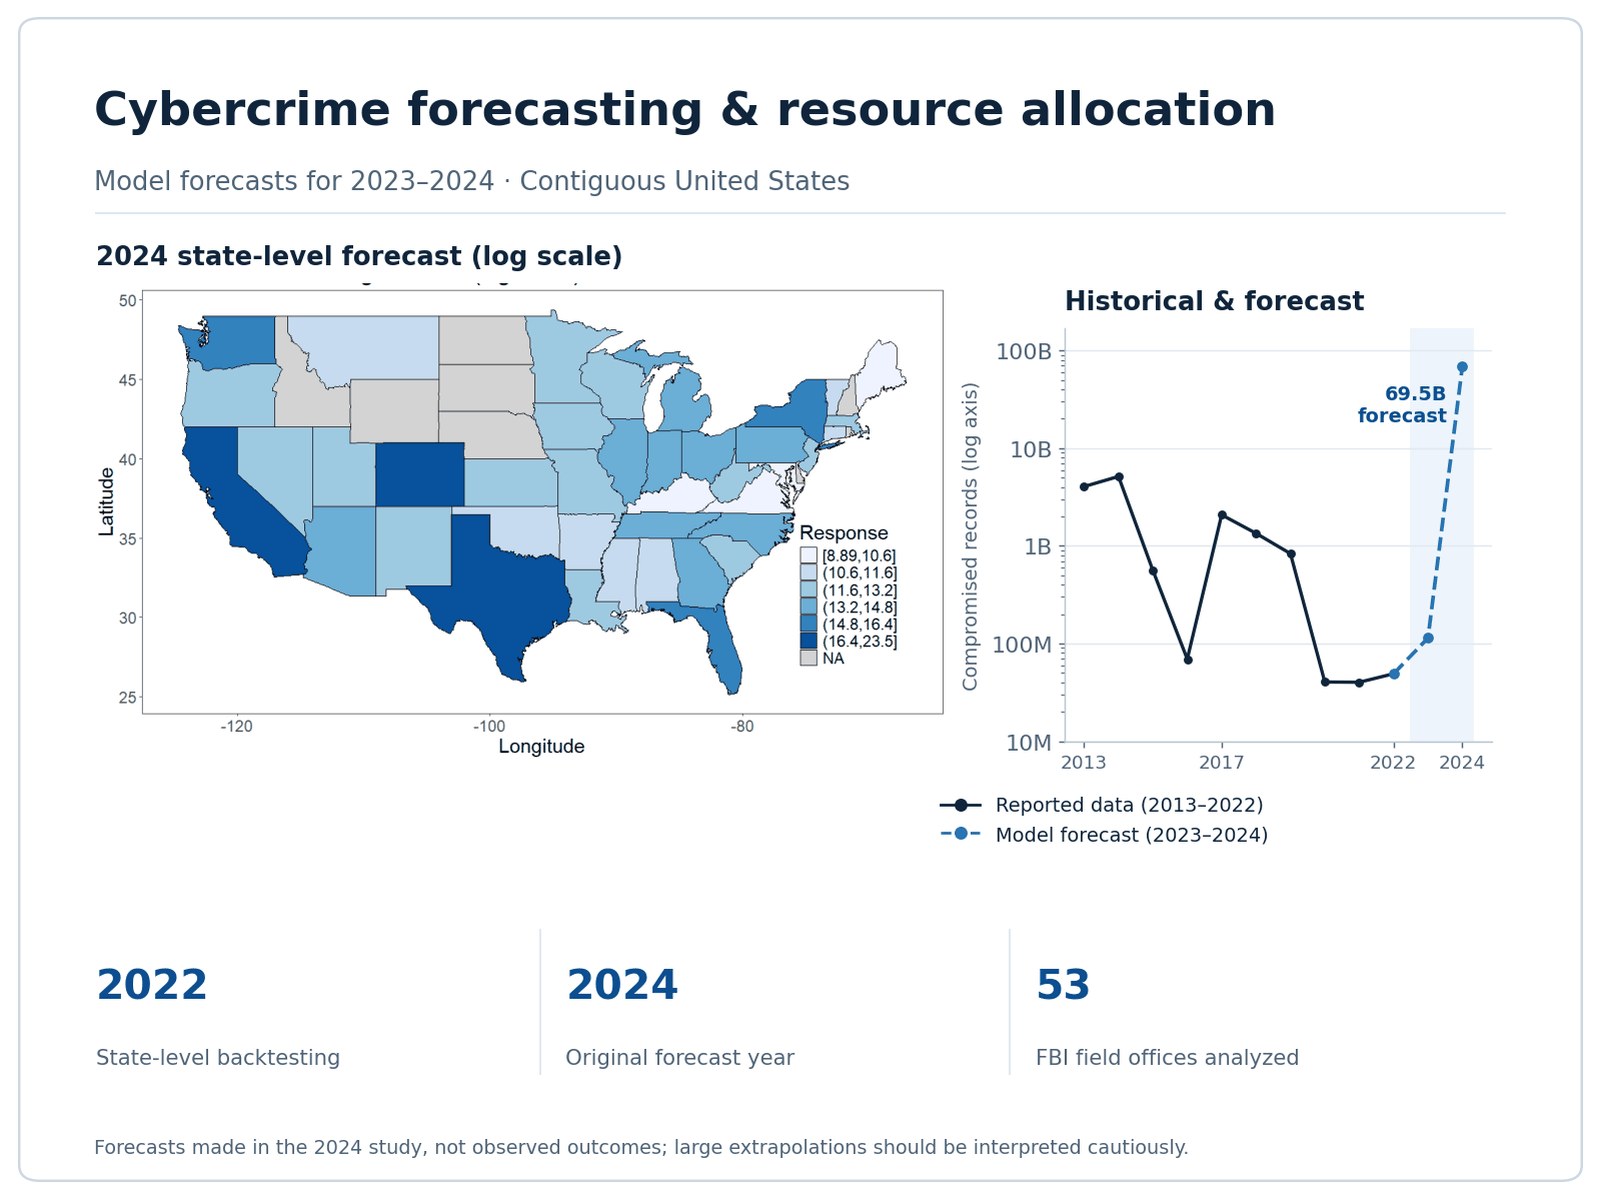 Cybercrime forecasting & resource allocation
Model forecasts for 2023–2024 · Contiguous United States
2024 state-level forecast (log scale)
50
45
40
35
30
25
Latitude
-120
-100
-80
Longitude
Response
[8.89,10.6]
(10.6,11.6]
(11.6,13.2]
(13.2,14.8]
(14.8,16.4]
(16.4,23.5]
NA
Historical & forecast
100B
10B
1B
100M
10M
Compromised records (log axis)
69.5B
forecast
2013
2017
2022
2024
Reported data (2013–2022)
Model forecast (2023–2024)
2022
State-level backtesting
2024
Original forecast year
53
FBI field offices analyzed
Forecasts made in the 2024 study, not observed outcomes; large extrapolations should be interpreted cautiously.